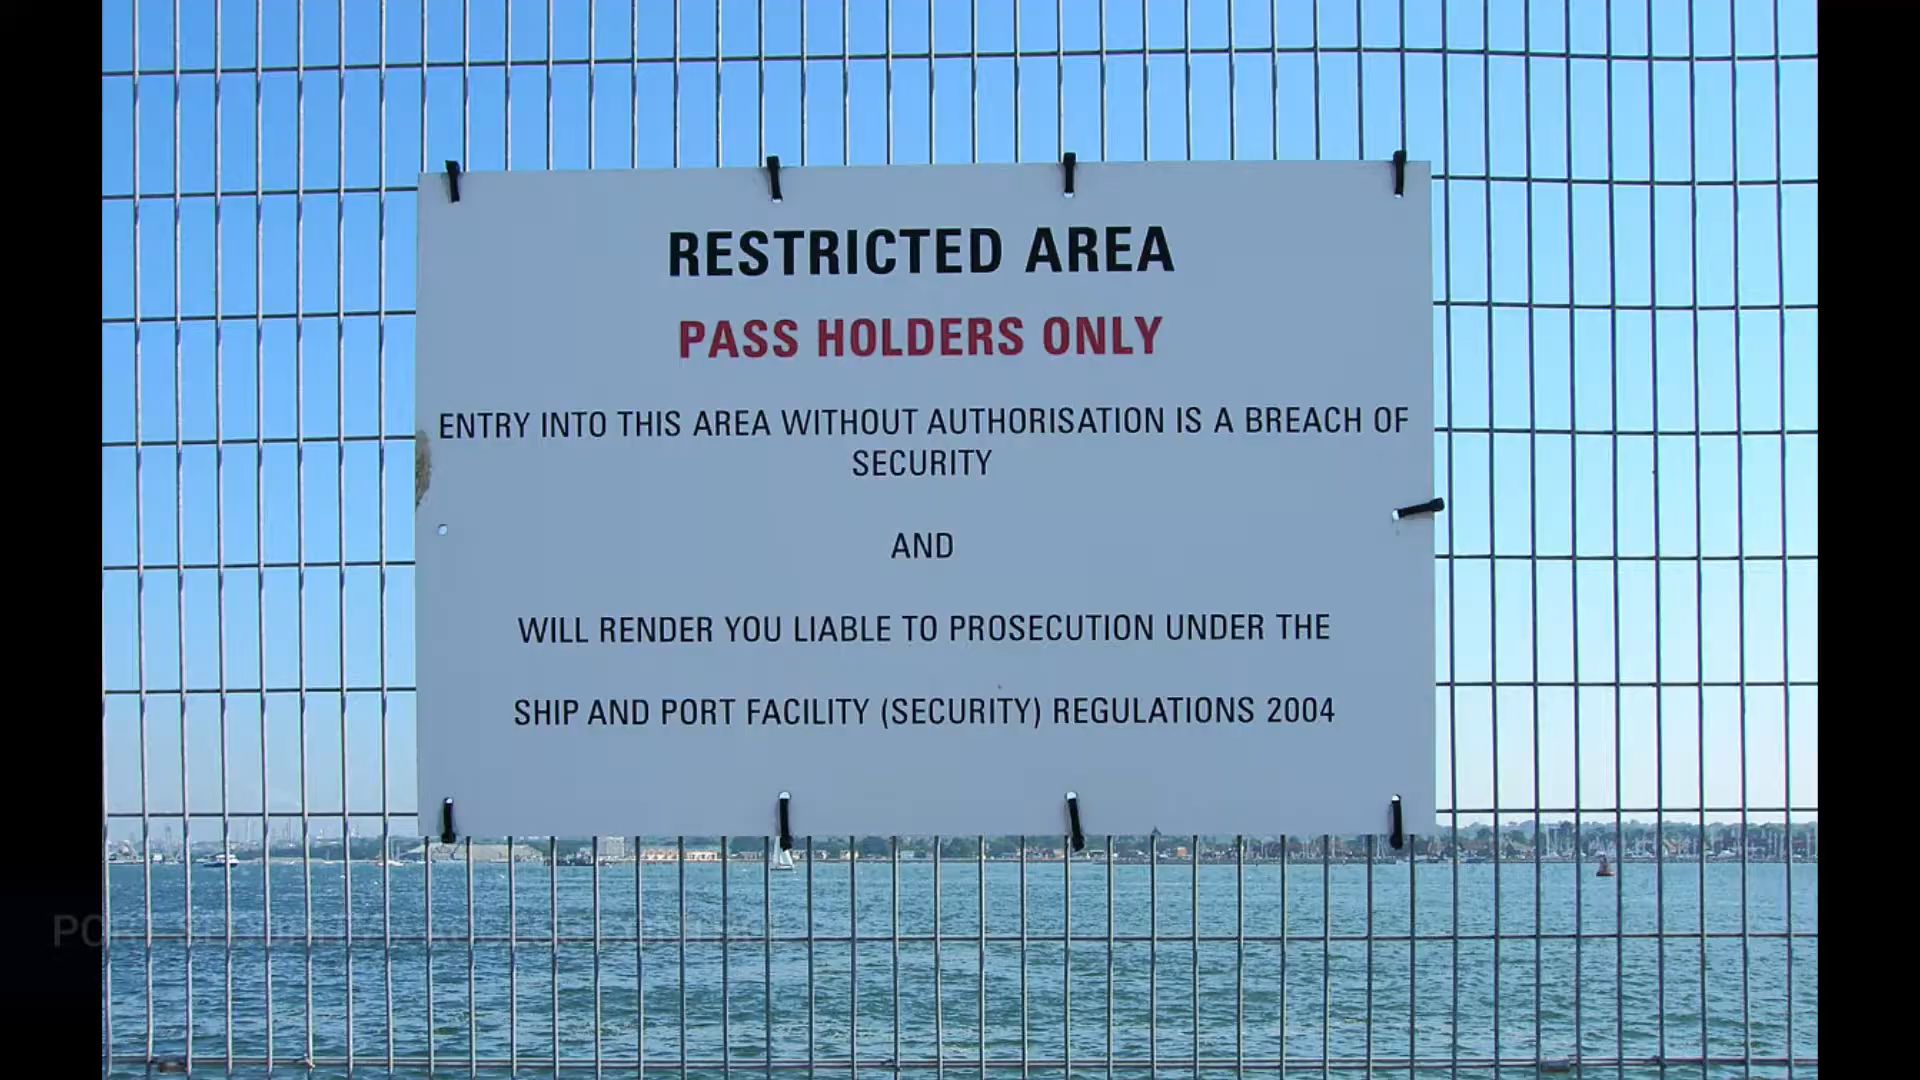 RESTRICTED AREA
PASS HOLDERS ONLY
ENTRY INTO THIS AREA WITHOUT AUTHORISATION IS A BREACH OF
SECURITY
AND
WILL RENDER YOU LIABLE TO PROSECUTION UNDER THE
SHIP AND PORT FACILITY (SECURITY) REGULATIONS 2004